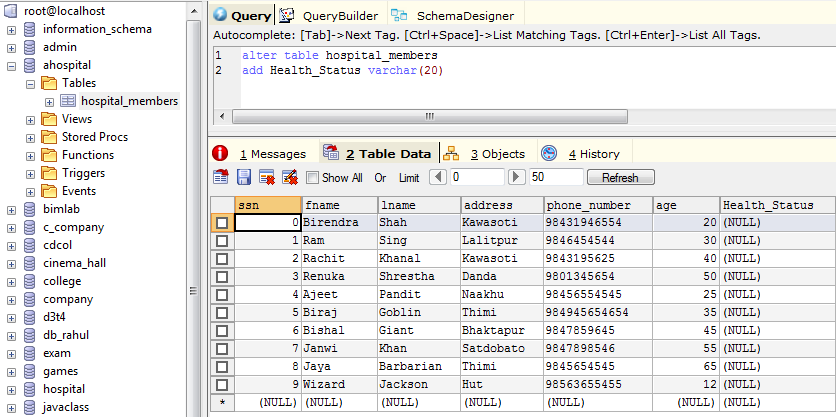 root@localhost
information_schema
admin
ahospital
Tables
hospital_members
Views
Stored Procs
Functions
Triggers
Events
bimlab
c_company
cdcol
cinema_hall
college
company
d3t4
db_rahul
exam
games
hospital
javaclass
Query QueryBuilder SchemaDesigner
Autocomplete: [Tab]->Next Tag. [Ctrl+Space]->List Matching Tags. [Ctrl+Enter]->List All Tags.
1 alter table hospital_members
2 add Health_Status varchar(20)
1 Messages 2 Table Data 3 Objects 4 History
Show All Or Limit 0 50 Refresh
ssn fname lname address phone_number age Health_Status
0 Birendra Shah Kawasoti 98431946554 20 (NULL)
1 Ram Sing Lalitpur 9846454544 30 (NULL)
2 Rachit Khanal Kawasoti 9843195625 40 (NULL)
3 Renuka Shrestha Danda 9801345654 50 (NULL)
4 Ajeet Pandit Naakhu 98456554545 25 (NULL)
5 Biraj Goblin Thimi 984945654654 35 (NULL)
6 Bishal Giant Bhaktapur 9847859645 45 (NULL)
7 Janwi Khan Satdobato 9847898546 55 (NULL)
8 Jaya Barbarian Thimi 9845654545 65 (NULL)
9 Wizard Jackson Hut 98563655455 12 (NULL)
* (NULL) (NULL) (NULL) (NULL) (NULL) (NULL) (NULL)